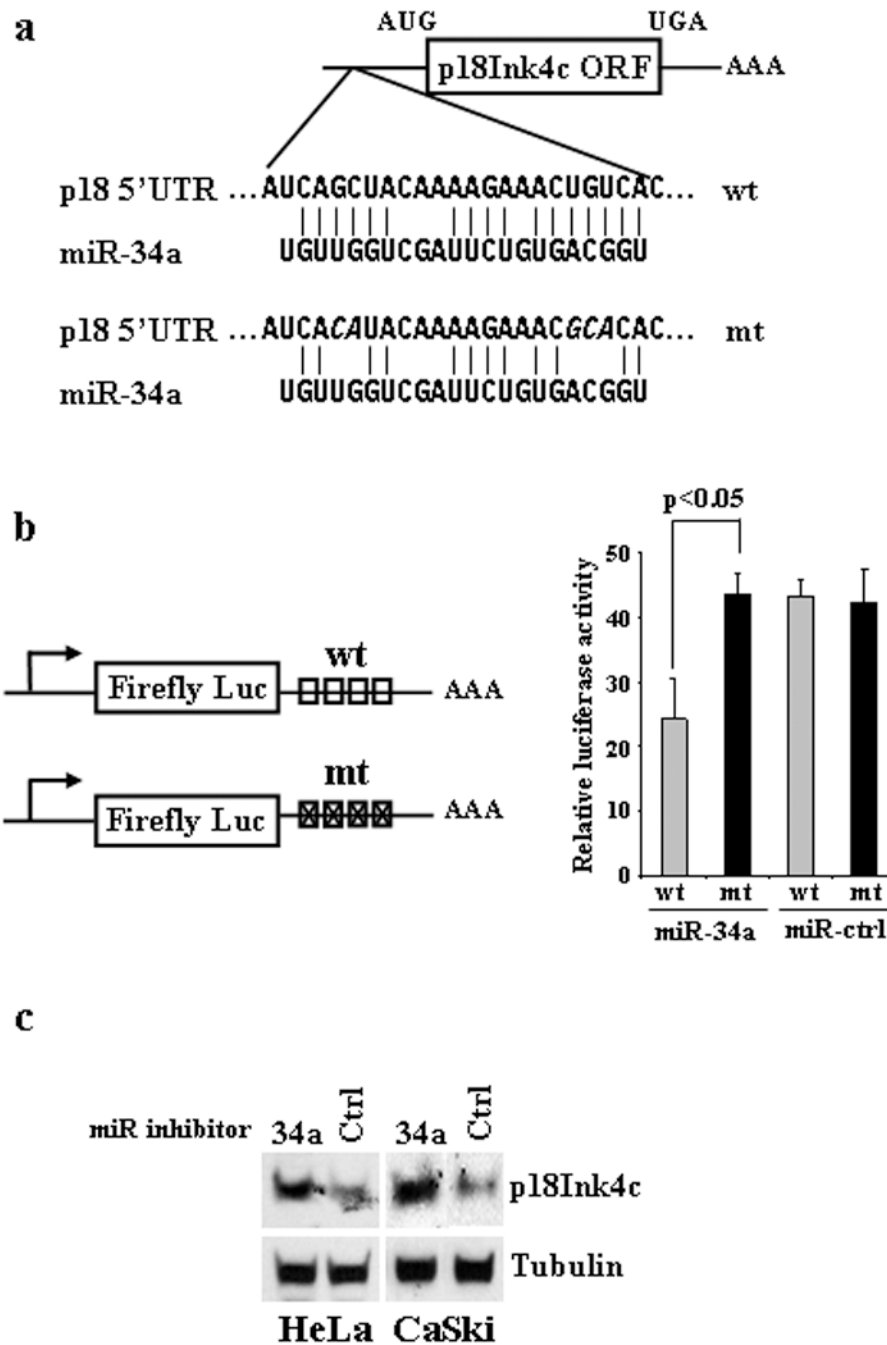 a
AUG UGA
p18Ink4c ORF AAA
p18 5'UTR ...AUCAGCUACAAAAGAAACUGUCAC... wt
miR-34a UGUUGGUCGAUUCUGUGACGGU
p18 5'UTR ...AUCACAUACAAAAGAAACGCACAC... mt
miR-34a UGUUGGUCGAUUCUGUGACGGU
b
p<0.05
50
40
30
20
10
0
Relative luciferase activity
wt
Firefly Luc AAA
mt
Firefly Luc AAA
wt mt wt mt
miR-34a miR-ctrl
c
miR inhibitor 34a Ctrl 34a Ctrl
p18Ink4c
Tubulin
HeLa CaSki